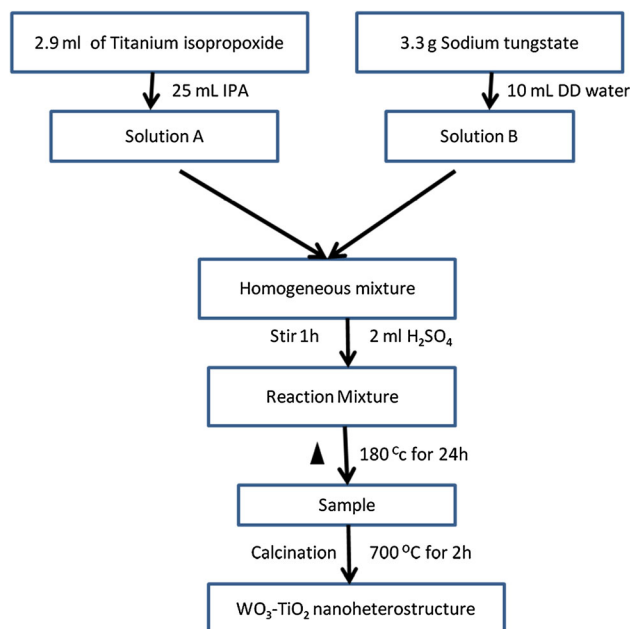 2.9 ml of Titanium isopropoxide
3.3 g Sodium tungstate
25 mL IPA
10 mL DD water
Solution A
Solution B
Homogeneous mixture
Stir 1h
2 ml H₂SO₄
Reaction Mixture
180 ᶜc for 24h
Sample
Calcination
700 ᴼC for 2h
WO₃-TiO₂ nanoheterostructure